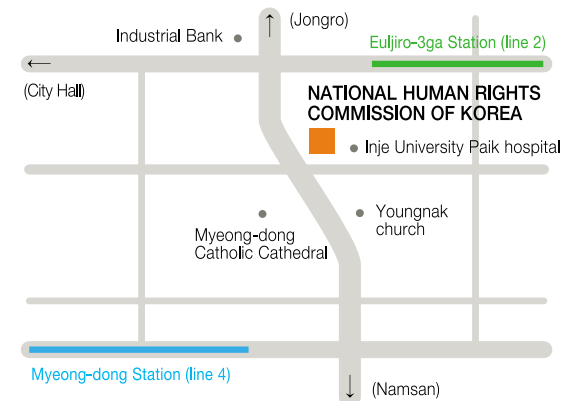 (Jongro)
Industrial Bank
Euljiro-3ga Station (line 2)
(City Hall)
NATIONAL HUMAN RIGHTS
COMMISSION OF KOREA
Inje University Paik hospital
Youngnak
church
Myeong-dong
Catholic Cathedral
Myeong-dong Station (line 4)
(Namsan)